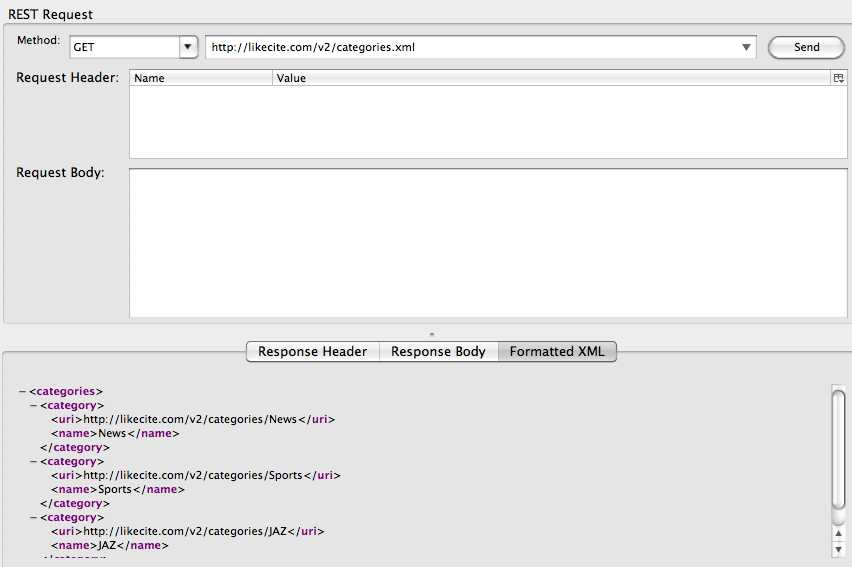 REST Request
Method: GET http://likecite.com/v2/categories.xml Send
Request Header: Name Value
Request Body:
Response Header Response Body Formatted XML
− <categories>
− <category>
<uri>http://likecite.com/v2/categories/News</uri>
<name>News</name>
</category>
− <category>
<uri>http://likecite.com/v2/categories/Sports</uri>
<name>Sports</name>
</category>
− <category>
<uri>http://likecite.com/v2/categories/JAZ</uri>
<name>JAZ</name>
</category>